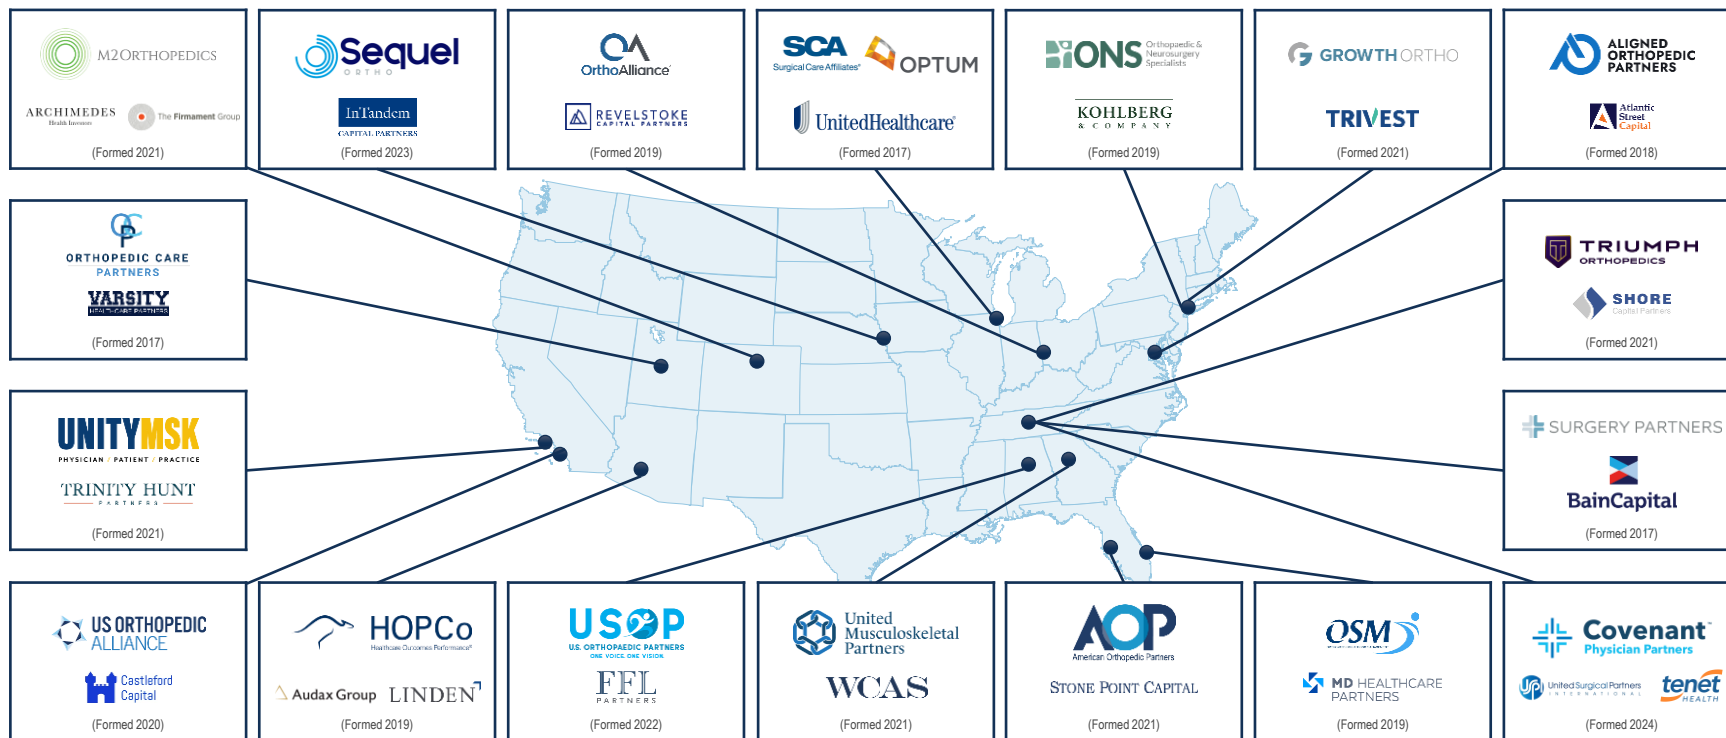 M2ORTHOPEDICS
ARCHIMEDES
Health Investors
The Firmament Group
(Formed 2021)
Sequel
ORTHO
InTandem
CAPITAL PARTNERS
(Formed 2023)
OA
OrthoAlliance
REVELSTOKE
CAPITAL PARTNERS
(Formed 2019)
SCA
Surgical Care Affiliates®
OPTUM
UnitedHealthcare®
(Formed 2017)
ONS
Orthopaedic &
Neurosurgery
Specialists
KOHLBERG
& COMPANY
(Formed 2019)
GROWTHORTHO
TRIVEST
(Formed 2021)
ALIGNED
ORTHOPEDIC
PARTNERS
Atlantic
Street
Capital
(Formed 2018)
OCP
ORTHOPEDIC CARE
PARTNERS
VARSITY
HEALTHCARE PARTNERS
(Formed 2017)
TRIUMPH
ORTHOPEDICS
SHORE
Capital Partners
(Formed 2021)
UNITYMSK
PHYSICIAN / PATIENT / PRACTICE
TRINITY HUNT
PARTNERS
(Formed 2021)
SURGERY PARTNERS
BainCapital
(Formed 2017)
US ORTHOPEDIC
ALLIANCE
Castleford
Capital
(Formed 2020)
HOPCo
Healthcare Outcomes Performance®
Audax Group
LINDEN
(Formed 2019)
USOP
U.S. ORTHOPAEDIC PARTNERS
ONE VOICE. ONE VISION.
FFL
PARTNERS
(Formed 2022)
United
Musculoskeletal
Partners
WCAS
(Formed 2021)
AOP
American Orthopedic Partners
STONE POINT CAPITAL
(Formed 2021)
OSM
MD HEALTHCARE
PARTNERS
(Formed 2019)
Covenant™
Physician Partners
USPI
United Surgical Partners
INTERNATIONAL
tenet
HEALTH
(Formed 2024)